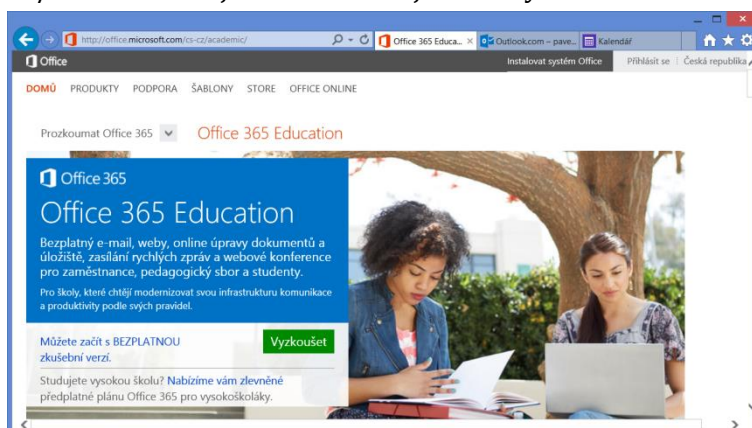 http://office.microsoft.com/cs-cz/academic/
Office 365 Educa...
Outlook.com – pave...
Kalendář
Office
Instalovat systém Office
Přihlásit se
Česká republika
DOMŮ PRODUKTY PODPORA ŠABLONY STORE OFFICE ONLINE
Prozkoumat Office 365
Office 365 Education
Office 365
Office 365 Education
Bezplatný e-mail, weby, online úpravy dokumentů a
úložiště, zasílání rychlých zpráv a webové konference
pro zaměstnance, pedagogický sbor a studenty.
Pro školy, které chtějí modernizovat svou infrastrukturu komunikace
a produktivity podle svých pravidel.
Můžete začít s BEZPLATNOU
zkušební verzí.
Vyzkoušet
Studujete vysokou školu? Nabízíme vám zlevněné
předplatné plánu Office 365 pro vysokoškoláky.